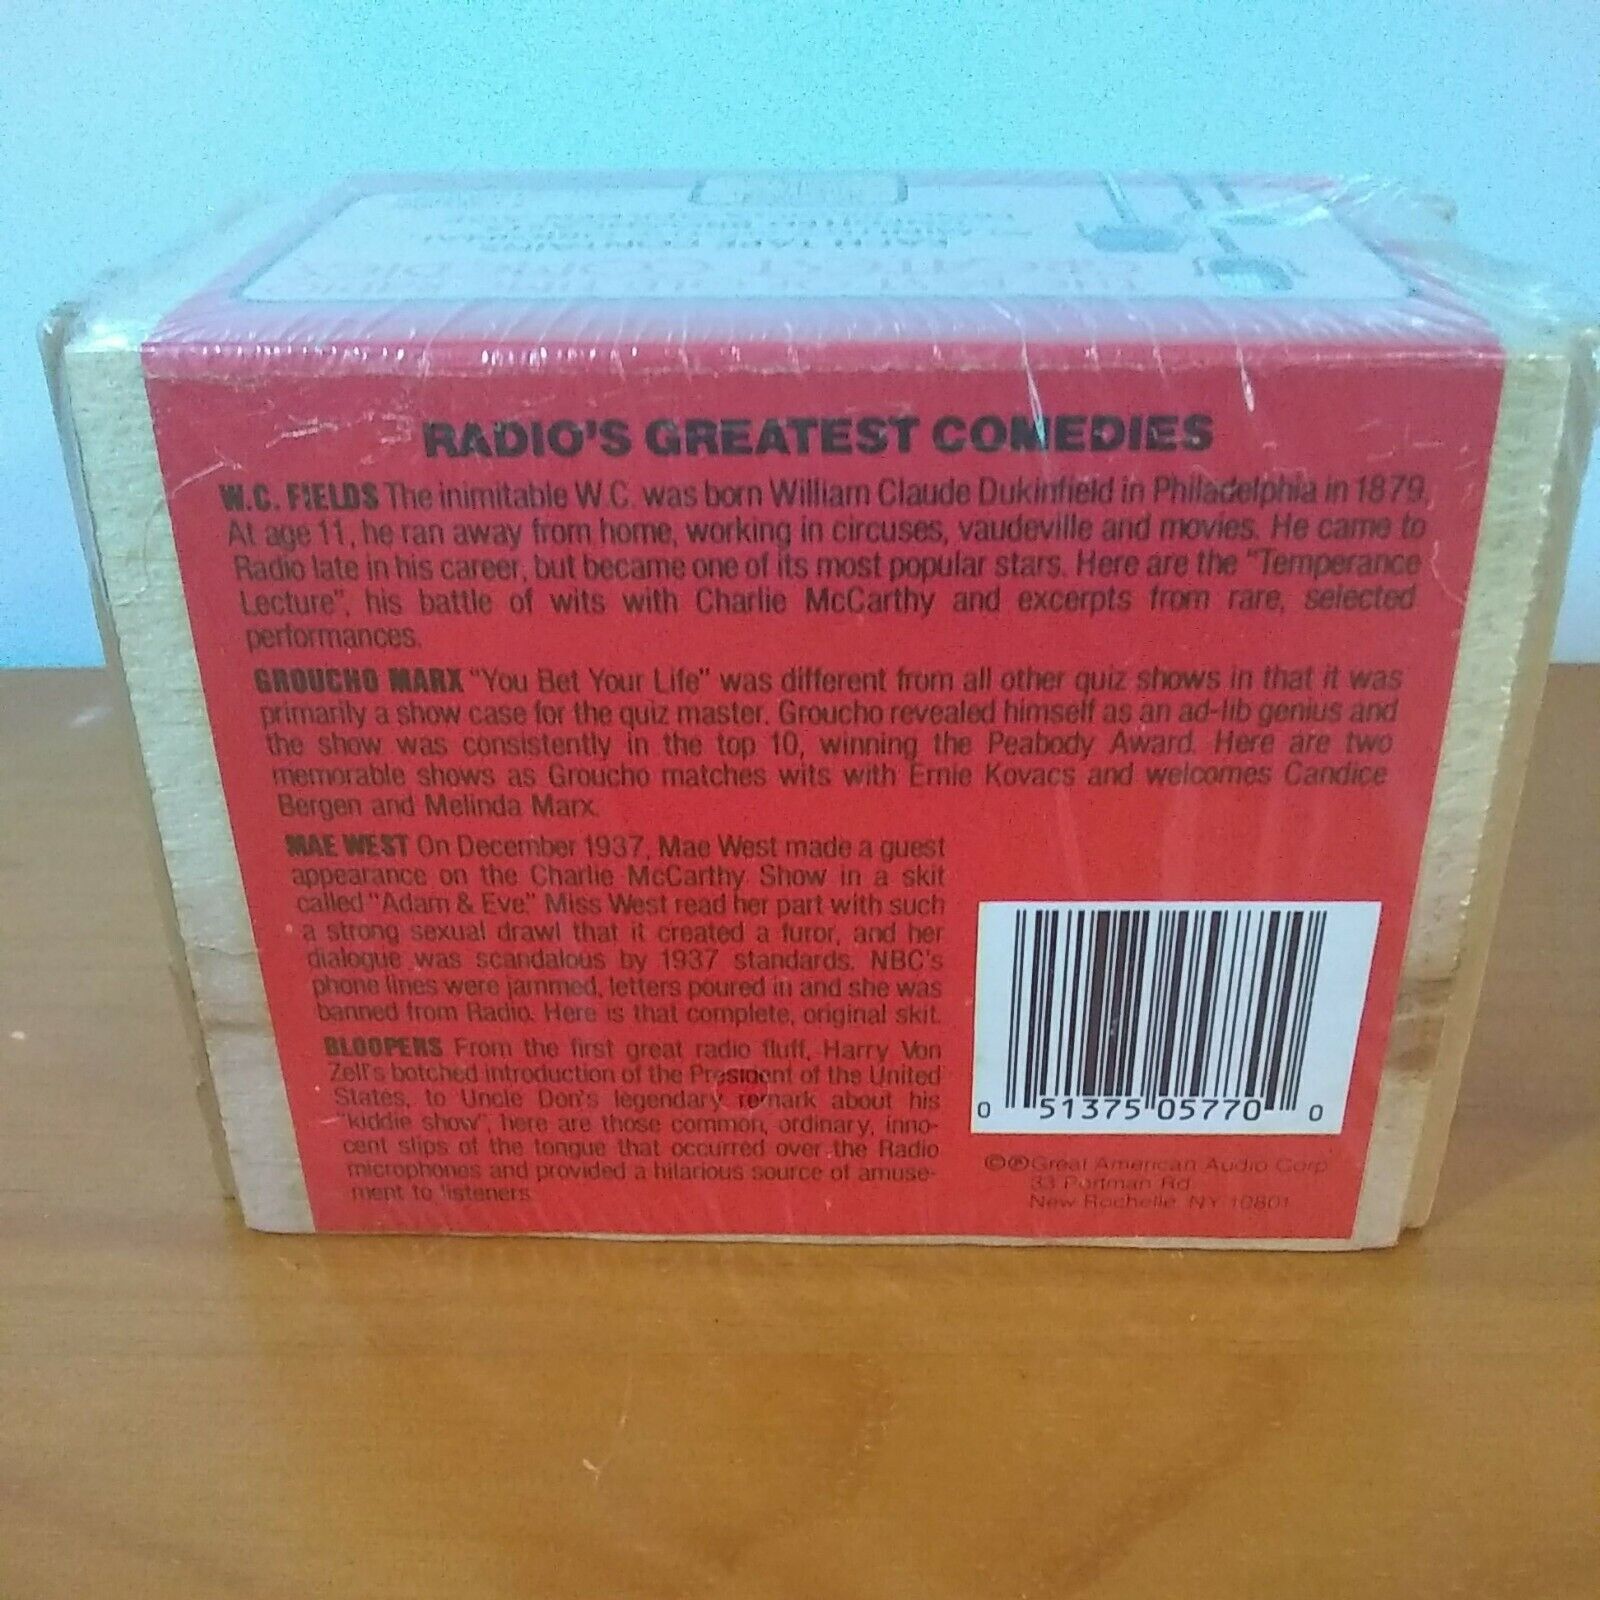 RADIO'S GREATEST COMEDIES
W.C. FIELDS The inimitable W.C. was born William Claude Dukinfield in Philadelphia in 1879.
At age 11, he ran away from home, working in circuses, vaudeville and movies. He came to
Radio late in his career, but became one of its most popular stars. Here are the "Temperance
Lecture", his battle of wits with Charlie McCarthy and excerpts from rare, selected
performances.
GROUCHO MARX "You Bet Your Life" was different from all other quiz shows in that it was
primarily a show case for the quiz master. Groucho revealed himself as an ad-lib genius and
the show was consistently in the top 10, winning the Peabody Award. Here are two
memorable shows as Groucho matches wits with Ernie Kovacs and welcomes Candice
Bergen and Melinda Marx.
MAE WEST On December 1937, Mae West made a guest
appearance on the Charlie McCarthy Show in a skit
called "Adam & Eve." Miss West read her part with such
a strong sexual drawl that it created a furor, and her
dialogue was scandalous by 1937 standards. NBC's
phone lines were jammed, letters poured in and she was
banned from Radio. Here is that complete, original skit.
BLOOPERS From the first great radio fluff, Harry Von
Zell's botched introduction of the President of the United
States, to Uncle Don's legendary remark about his
"kiddie show", here are those common, ordinary, inno-
cent slips of the tongue that occurred over the Radio
microphones and provided a hilarious source of amuse-
ment to listeners.
0 51375 05770 0
©℗Great American Audio Corp
33 Portman Rd
New Rochelle NY 10801